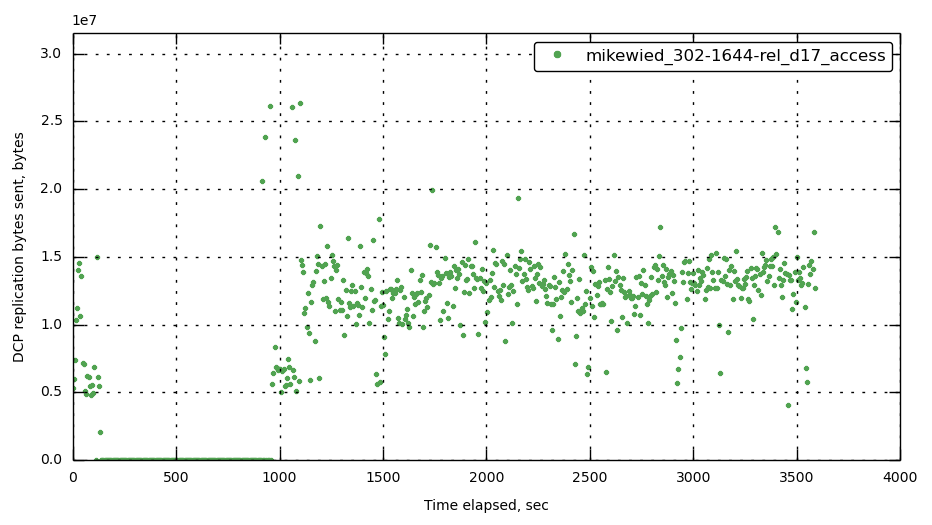 1e7
mikewied_302-1644-rel_d17_access
3.0
2.5
2.0
1.5
1.0
0.5
0.0
DCP replication bytes sent, bytes
0 500 1000 1500 2000 2500 3000 3500 4000
Time elapsed, sec